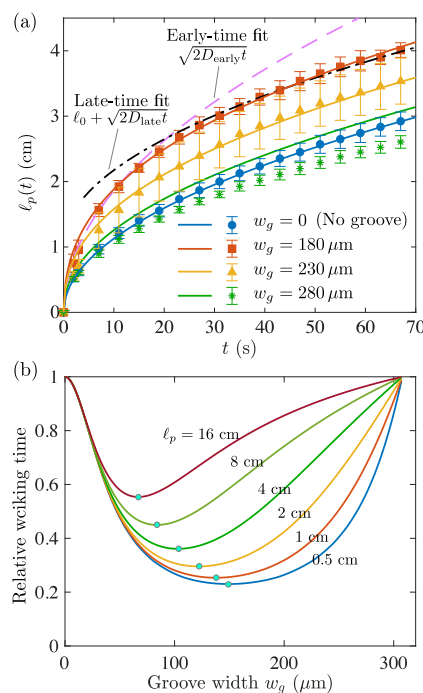 (a)
Early-time fit
√2D_early t
Late-time fit
ℓ₀ + √2D_late t
ℓ_p(t) (cm)
4
3
2
1
0
w_g = 0 (No groove)
w_g = 180 μm
w_g = 230 μm
w_g = 280 μm
0 10 20 30 40 50 60 70
t (s)
(b)
Relative wciking time
1
0.8
0.6
0.4
0.2
0
ℓ_p = 16 cm
8 cm
4 cm
2 cm
1 cm
0.5 cm
0 100 200 300
Groove width w_g (μm)